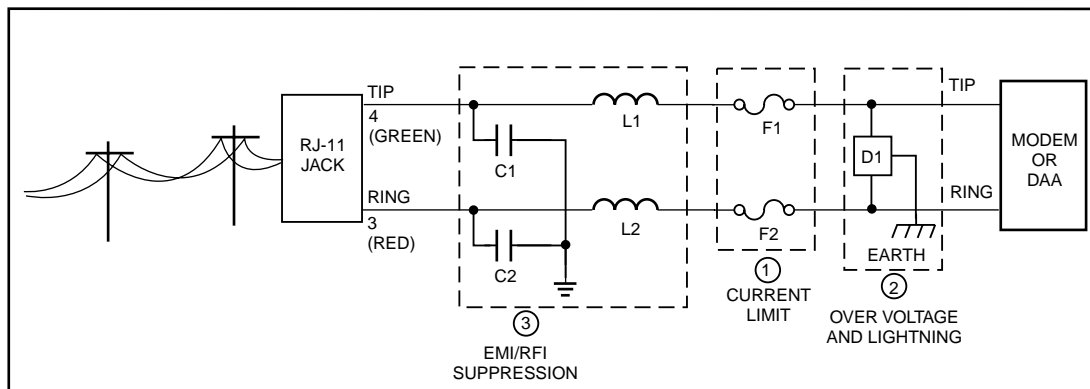 RJ-11
JACK
TIP
4
(GREEN)
RING
3
(RED)
C1
C2
L1
L2
3
EMI/RFI
SUPPRESSION
F1
F2
1
CURRENT
LIMIT
TIP
D1
RING
EARTH
2
OVER VOLTAGE
AND LIGHTNING
MODEM
OR
DAA